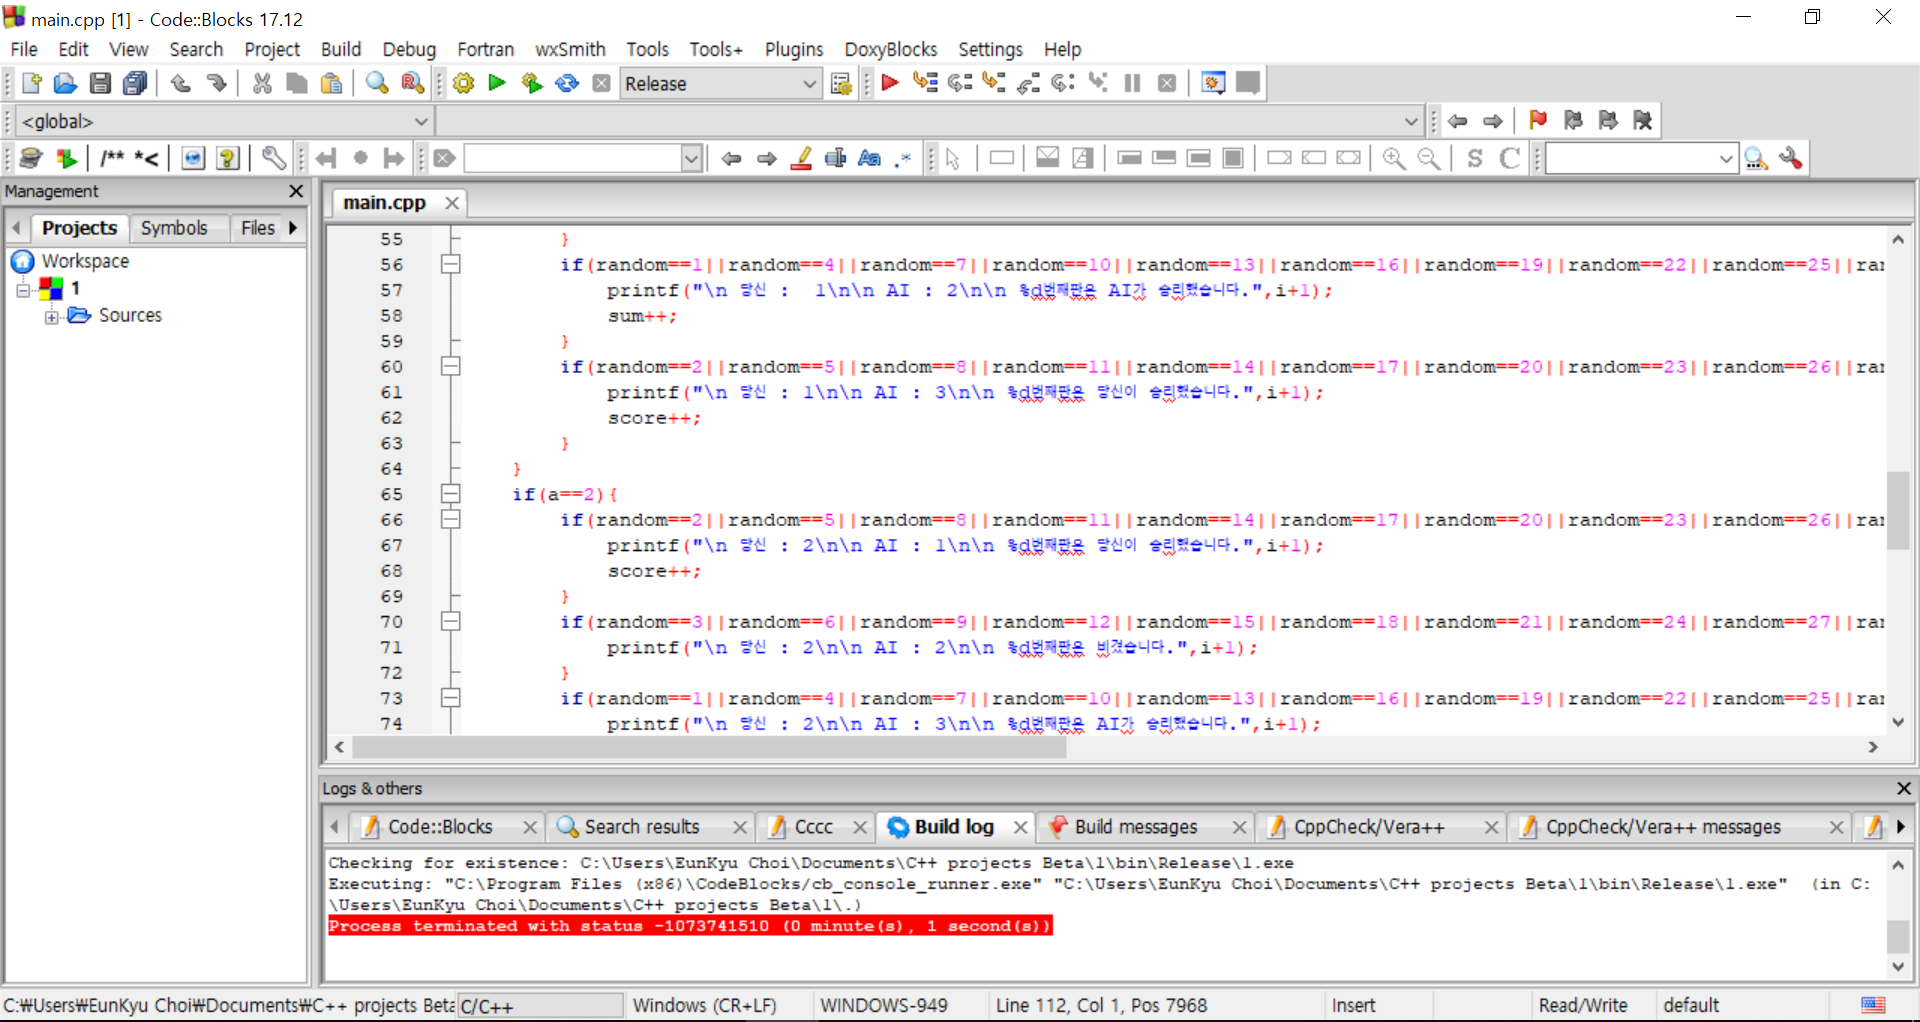 main.cpp [1] - Code::Blocks 17.12
File Edit View Search Project Build Debug Fortran wxSmith Tools Tools+ Plugins DoxyBlocks Settings Help
Release
<global>
/** *<
Aa .* S C
Management
main.cpp
Projects Symbols Files
Workspace
1
Sources
55 }
56 if(random==1||random==4||random==7||random==10||random==13||random==16||random==19||random==22||random==25||ran
57 printf("\n 당신 :  1\n\n AI : 2\n\n %d번째판은 AI가 승리했습니다.",i+1);
58 sum++;
59 }
60 if(random==2||random==5||random==8||random==11||random==14||random==17||random==20||random==23||random==26||ran
61 printf("\n 당신 : 1\n\n AI : 3\n\n %d번째판은 당신이 승리했습니다.",i+1);
62 score++;
63 }
64 }
65 if(a==2){
66 if(random==2||random==5||random==8||random==11||random==14||random==17||random==20||random==23||random==26||ran
67 printf("\n 당신 : 2\n\n AI : 1\n\n %d번째판은 당신이 승리했습니다.",i+1);
68 score++;
69 }
70 if(random==3||random==6||random==9||random==12||random==15||random==18||random==21||random==24||random==27||ran
71 printf("\n 당신 : 2\n\n AI : 2\n\n %d번째판은 비겼습니다.",i+1);
72 }
73 if(random==1||random==4||random==7||random==10||random==13||random==16||random==19||random==22||random==25||ran
74 printf("\n 당신 : 2\n\n AI : 3\n\n %d번째판은 AI가 승리했습니다.",i+1);
Logs & others
Code::Blocks Search results Cccc Build log Build messages CppCheck/Vera++ CppCheck/Vera++ messages
Checking for existence: C:\Users\EunKyu Choi\Documents\C++ projects Beta\1\bin\Release\1.exe
Executing: "C:\Program Files (x86)\CodeBlocks/cb_console_runner.exe" "C:\Users\EunKyu Choi\Documents\C++ projects Beta\1\bin\Release\1.exe"  (in C:
\Users\EunKyu Choi\Documents\C++ projects Beta\1\.)
Process terminated with status -1073741510 (0 minute(s), 1 second(s))
C:₩Users₩EunKyu Choi₩Documents₩C++ projects Beta C/C++ Windows (CR+LF) WINDOWS-949 Line 112, Col 1, Pos 7968 Insert Read/Write default